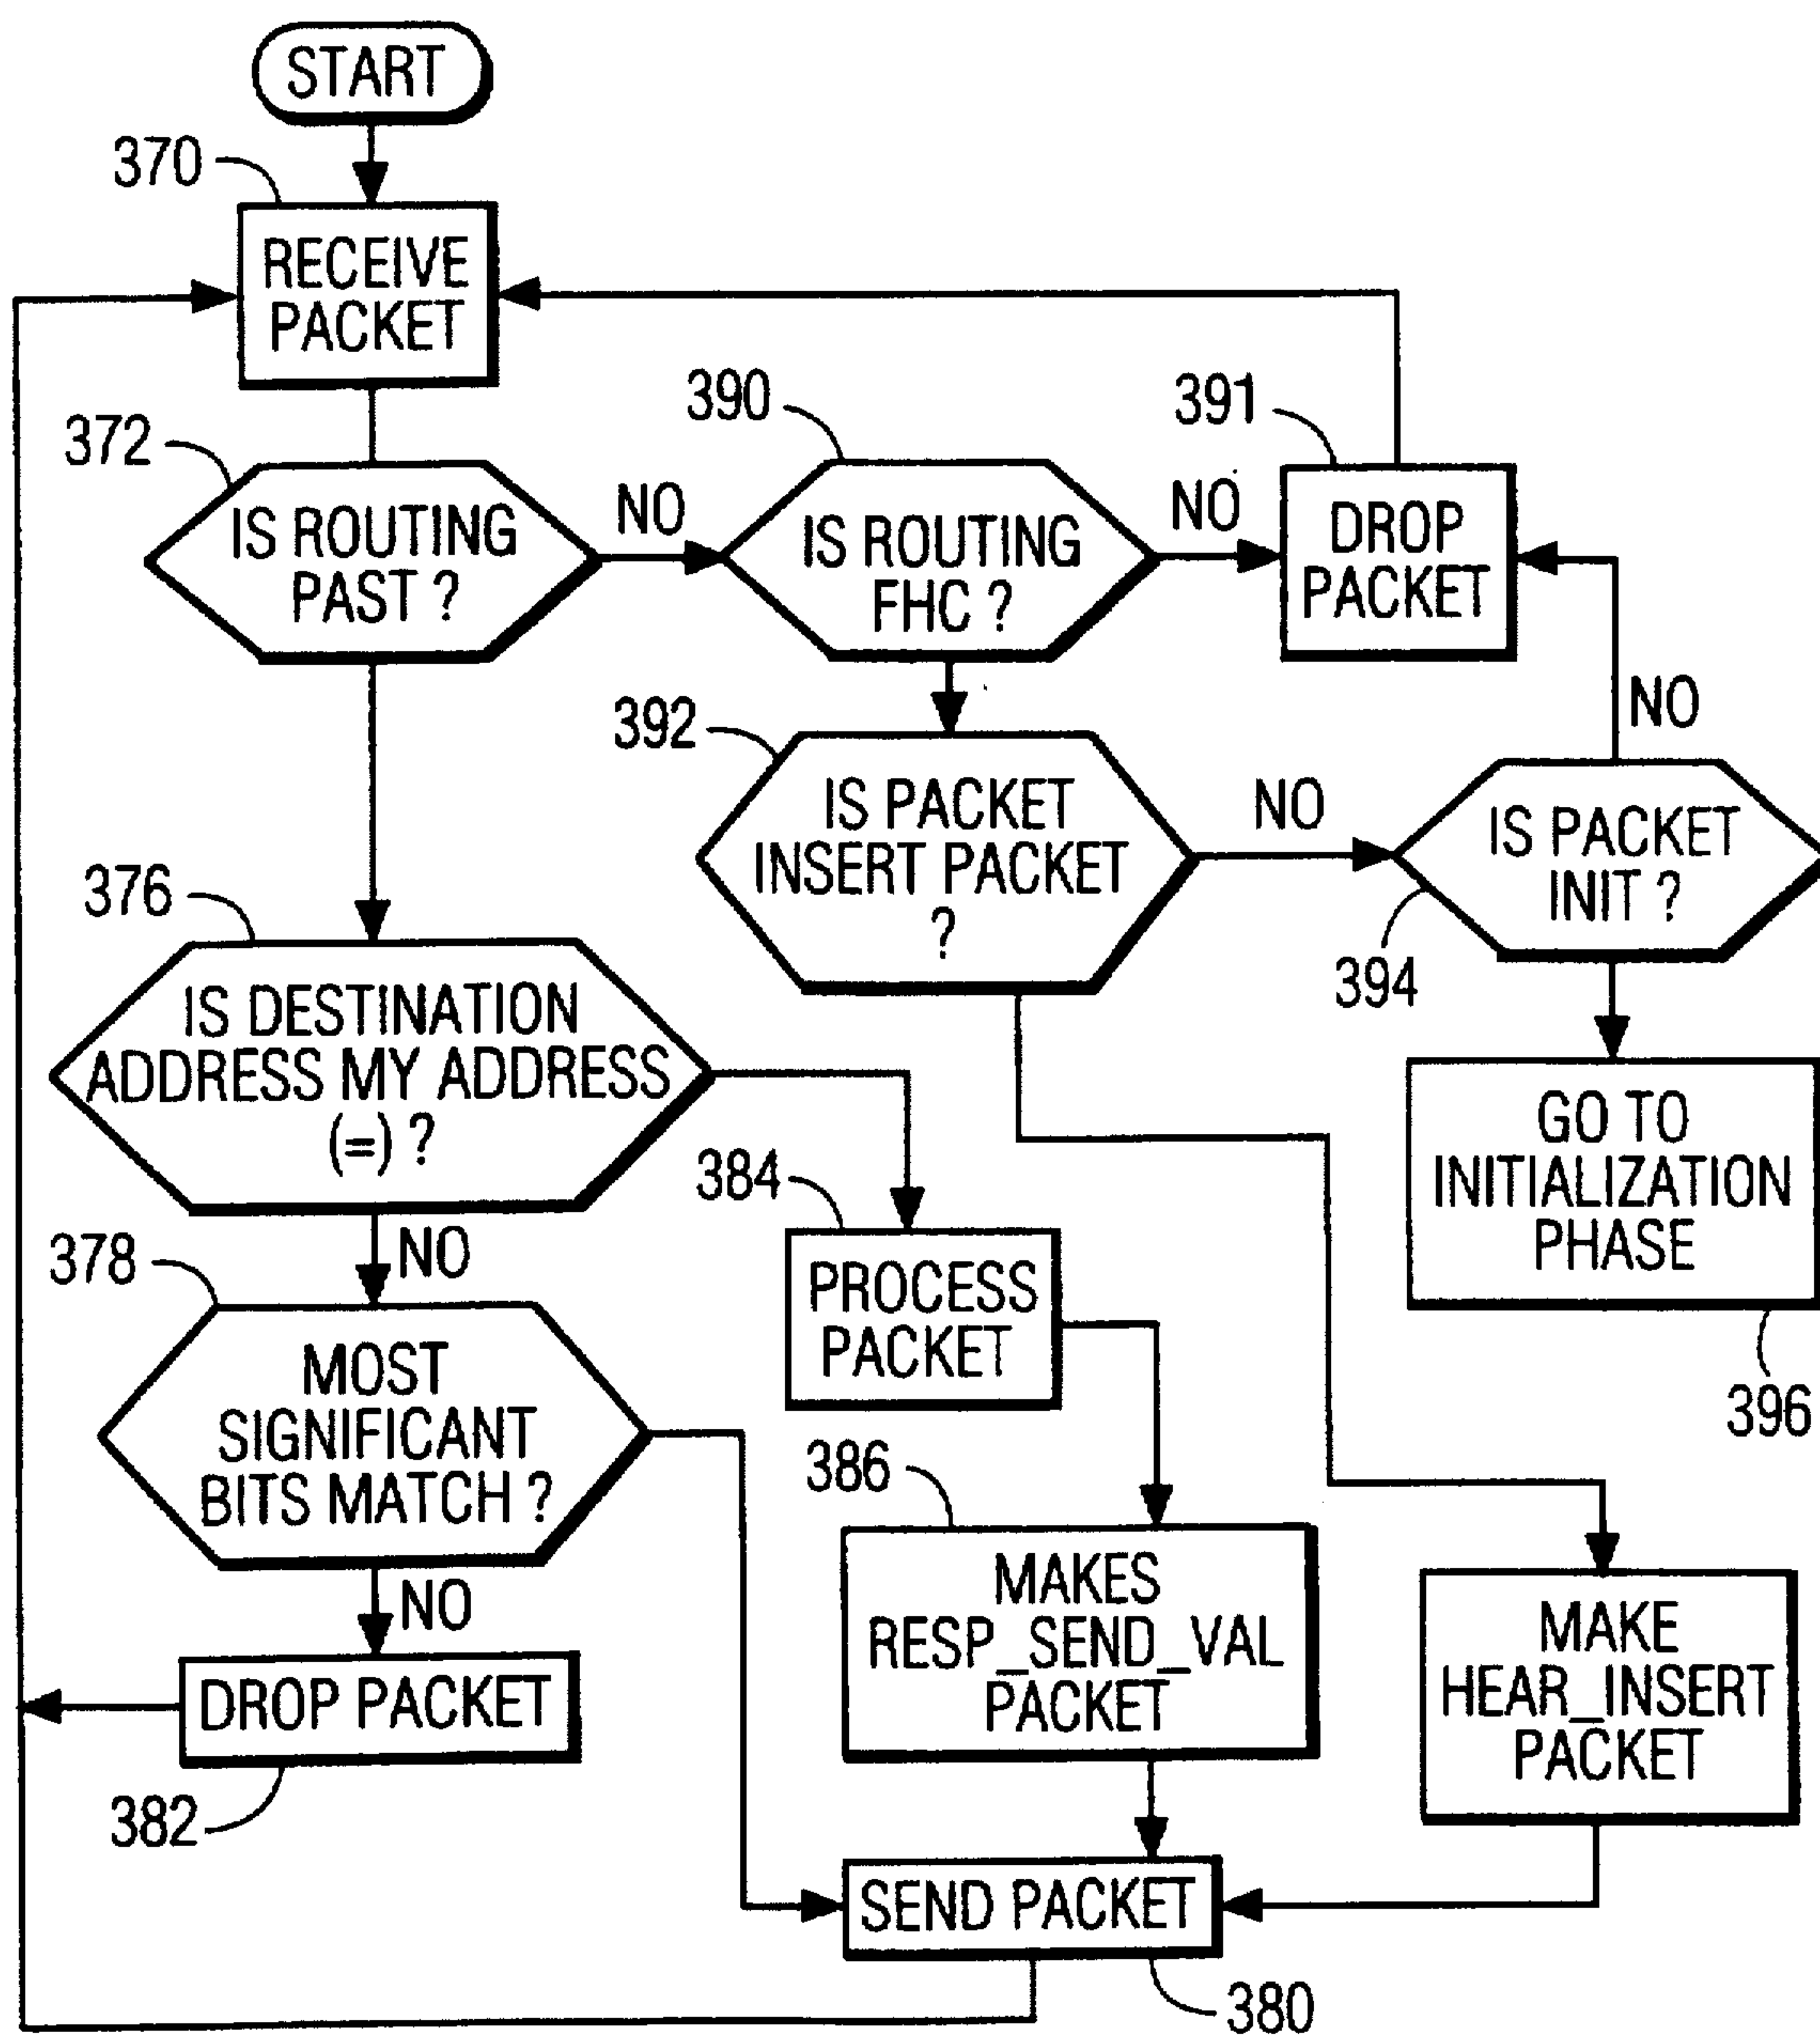 START
370
RECEIVE
PACKET
372
IS ROUTING
PAST ?
NO
390
IS ROUTING
FHC ?
NO
391
DROP
PACKET
392
IS PACKET
INSERT PACKET
?
NO
NO
IS PACKET
INIT ?
394
376
IS DESTINATION
ADDRESS MY ADDRESS
(=) ?
GO TO
INITIALIZATION
PHASE
396
NO
384
PROCESS
PACKET
378
MOST
SIGNIFICANT
BITS MATCH ?
NO
386
MAKES
RESP_SEND_VAL
PACKET
MAKE
HEAR_INSERT
PACKET
DROP PACKET
382
SEND PACKET
380